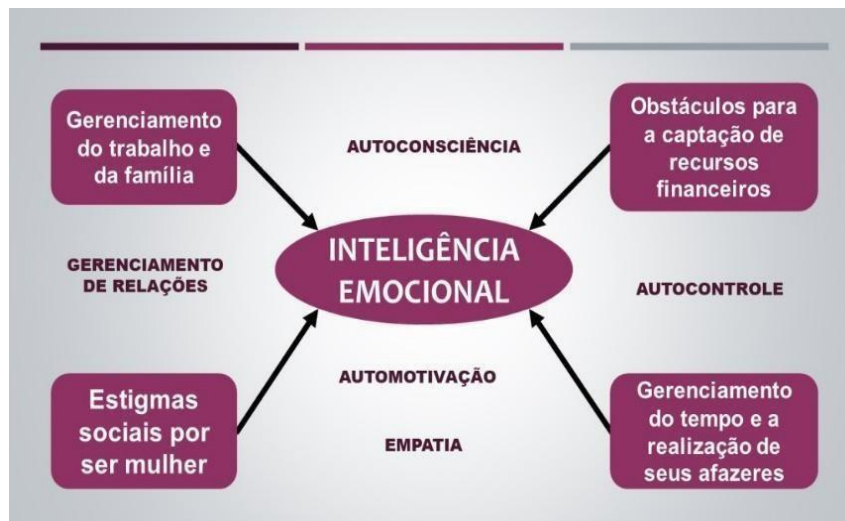 Gerenciamento
do trabalho e
da família
AUTOCONSCIÊNCIA
Obstáculos para
a captação de
recursos
financeiros
GERENCIAMENTO
DE RELAÇÕES
INTELIGÊNCIA
EMOCIONAL
AUTOCONTROLE
Estigmas
sociais por
ser mulher
AUTOMOTIVAÇÃO
EMPATIA
Gerenciamento
do tempo e a
realização de
seus afazeres